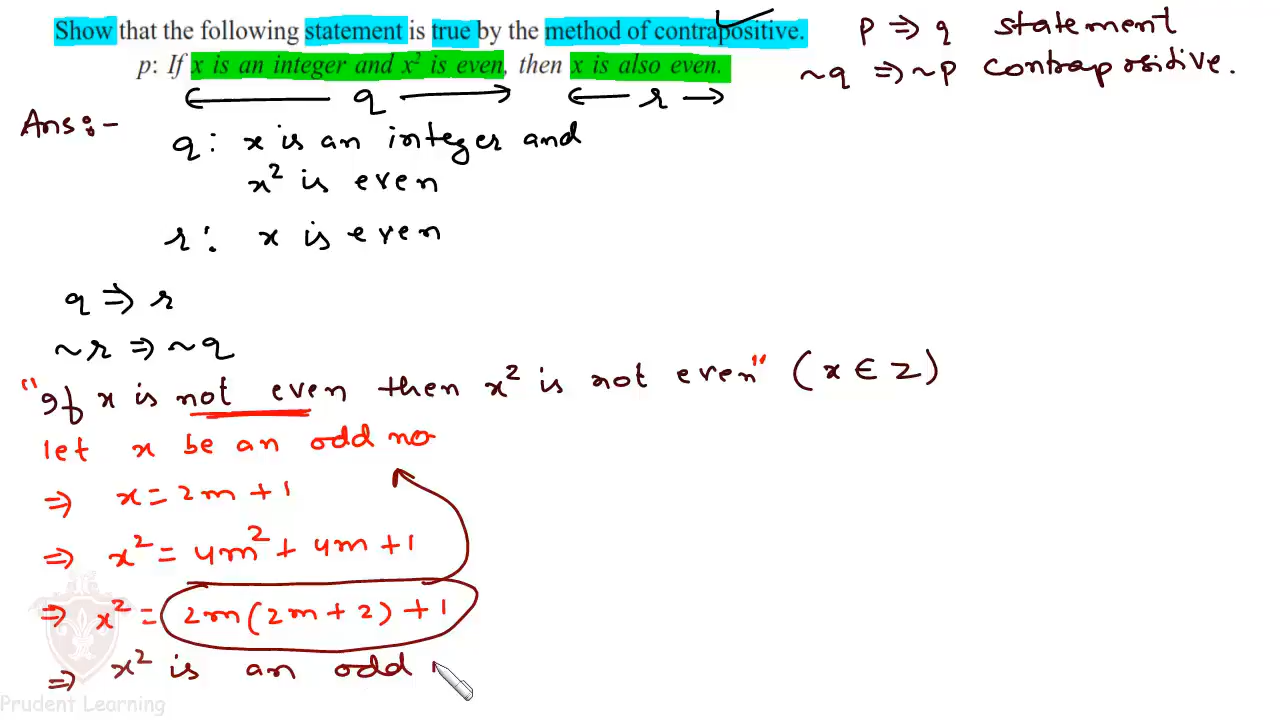 Show that the following statement is true by the method of contrapositive.
p: If x is an integer and x² is even, then x is also even.
p ⇒ q statement
~q ⇒ ~p contrapositive.
q r
Ans:-
q: x is an integer and
x² is even
r: x is even
q ⇒ r
~r ⇒ ~q
"If x is not even then x² is not even" (x ∈ Z)
let x be an odd no
⇒ x = 2m + 1
⇒ x² = 4m² + 4m + 1
⇒ x² = 2m(2m + 2) + 1
⇒ x² is an odd
Prudent Learning